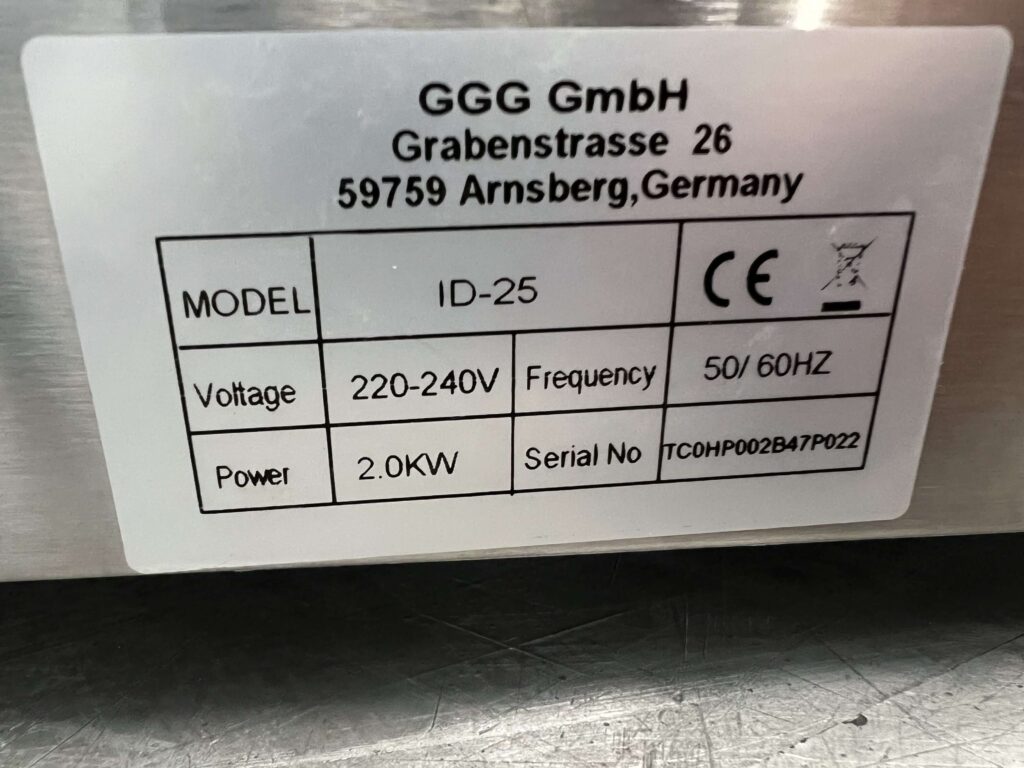 GGG GmbH
Grabenstrasse 26
59759 Arnsberg,Germany
MODEL ID-25 CE
Voltage 220-240V Frequency 50/ 60HZ
Power 2.0KW Serial No TC0HP002B47P022